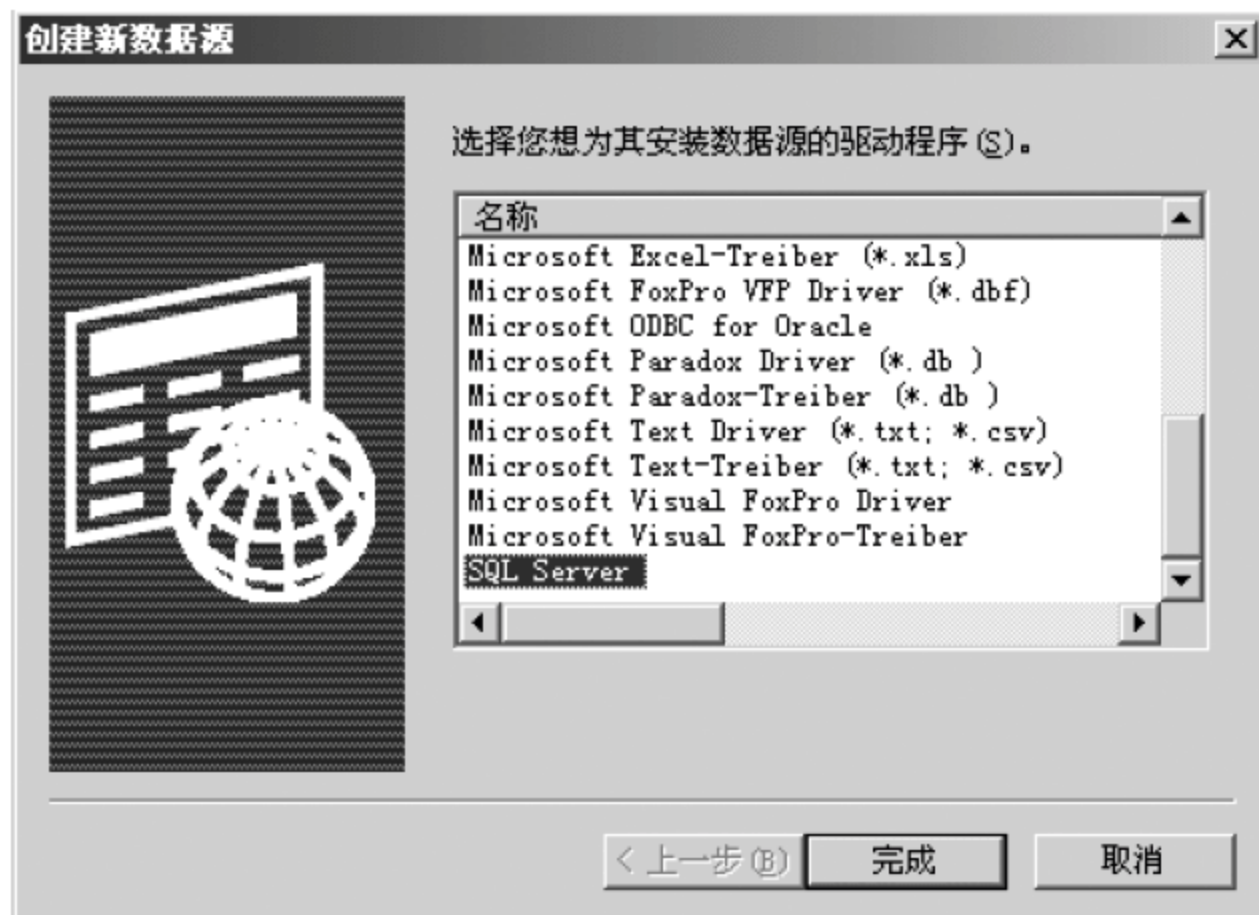 创建新数据源
选择您想为其安装数据源的驱动程序(S)。
名称
Microsoft Excel-Treiber (*.xls)
Microsoft FoxPro VFP Driver (*.dbf)
Microsoft ODBC for Oracle
Microsoft Paradox Driver (*.db )
Microsoft Paradox-Treiber (*.db )
Microsoft Text Driver (*.txt; *.csv)
Microsoft Text-Treiber (*.txt; *.csv)
Microsoft Visual FoxPro Driver
Microsoft Visual FoxPro-Treiber
SQL Server
< 上一步(B) 完成 取消